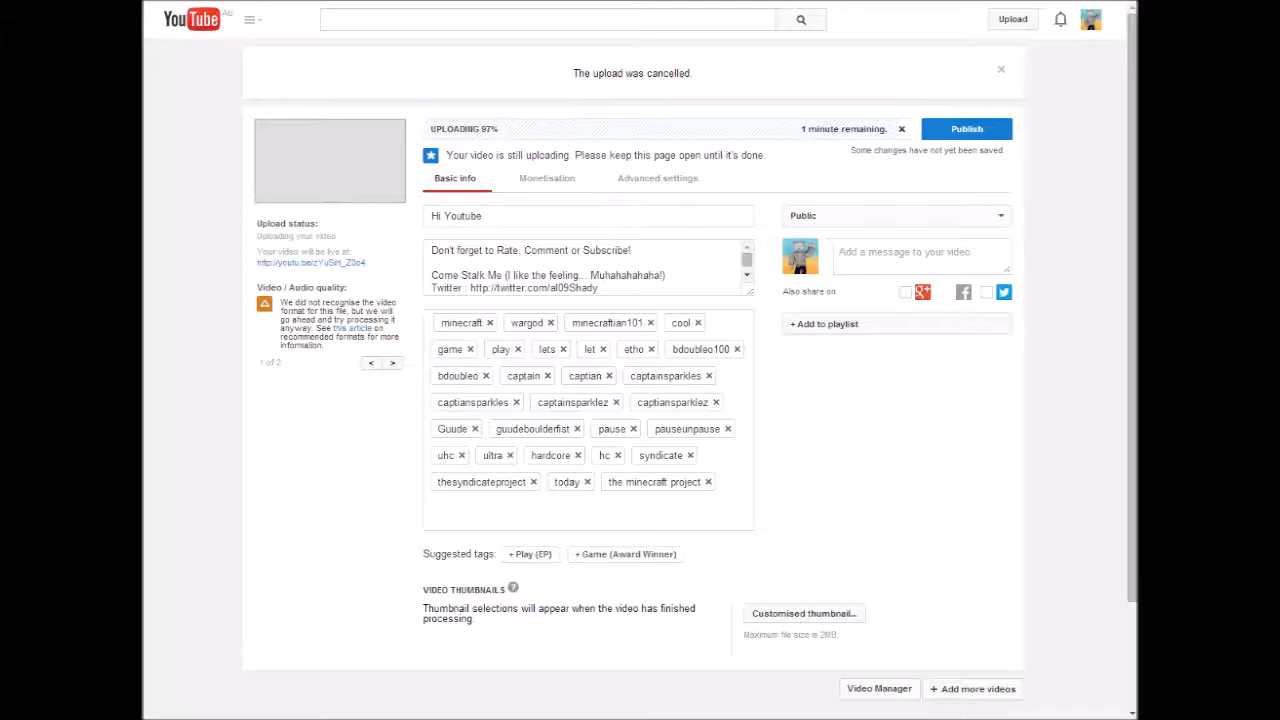 YouTube AU
Upload
The upload was cancelled.
UPLOADING 97%
1 minute remaining.
Publish
Your video is still uploading. Please keep this page open until it's done.
Some changes have not yet been saved.
Basic info
Monetisation
Advanced settings
Upload status:
Uploading your video
Your video will be live at:
http://youtu.be/zYuSiH_Z0o4
Video / Audio quality:
We did not recognise the video
format for this file, but we will
go ahead and try processing it
anyway. See this article on
recommended formats for more
information.
1 of 2
< >
Hi Youtube
Don't forget to Rate, Comment or Subscribe!
Come Stalk Me (I like the feeling... Muhahahahaha!)
Twitter : http://twitter.com/al09Shady
minecraft × wargod × minecraftian101 × cool ×
game × play × lets × let × etho × bdoubleo100 ×
bdoubleo × captain × captian × captainsparkles ×
captiansparkles × captainsparklez × captiansparklez ×
Guude × guudeboulderfist × pause × pauseunpause ×
uhc × ultra × hardcore × hc × syndicate ×
thesyndicateproject × today × the minecraft project ×
Public
Add a message to your video
Also share on
+ Add to playlist
Suggested tags: + Play (EP) + Game (Award Winner)
VIDEO THUMBNAILS ?
Thumbnail selections will appear when the video has finished
processing.
Customised thumbnail...
Maximum file size is 2MB.
Video Manager
+ Add more videos